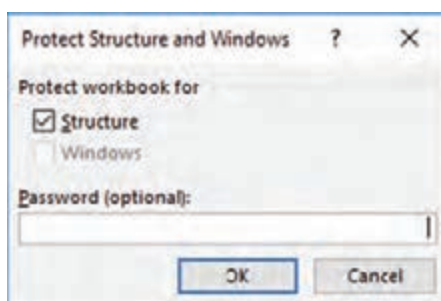 Protect Structure and Windows ? ×
Protect workbook for
Structure
Windows
Password (optional):
OK Cancel